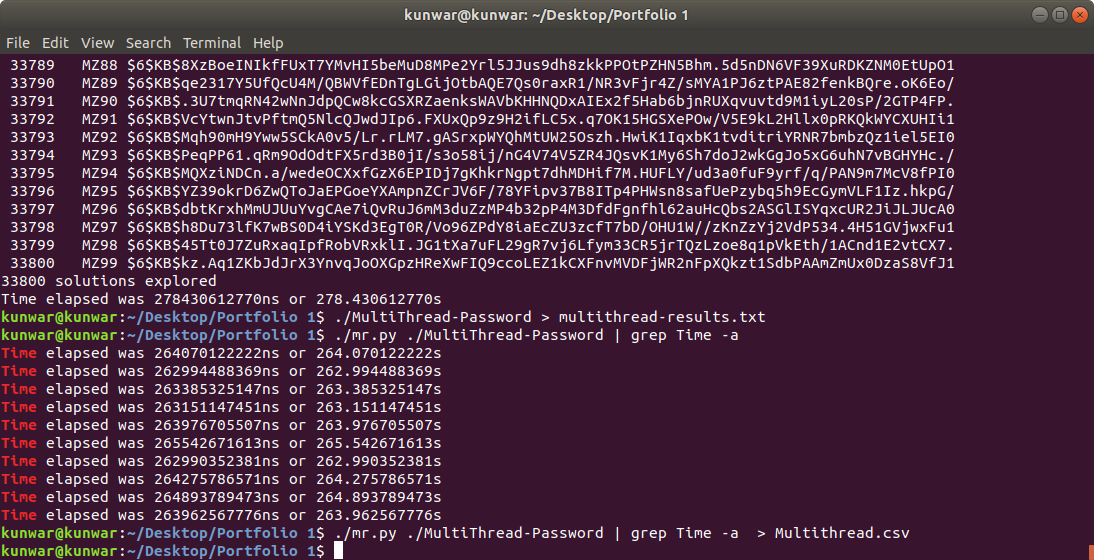 kunwar@kunwar: ~/Desktop/Portfolio 1
File Edit View Search Terminal Help
33789 MZ88 $6$KB$8XzBoeINIkfFUxT7YMvHI5beMuD8MPe2Yrl5JJus9dh8zkkPPOtPZHN5Bhm.5d5nDN6VF39XuRDKZNM0EtUpO1
33790 MZ89 $6$KB$qe2317Y5UfQcU4M/QBWVfEDnTgLGijOtbAQE7Qs0raxR1/NR3vFjr4Z/sMYA1PJ6ztPAE82fenkBQre.oK6Eo/
33791 MZ90 $6$KB$.3U7tmqRN42wNnJdpQCw8kcGSXRZaenksWAVbKHHNQDxAIEx2f5Hab6bjnRUXqvuvtd9M1iyL20sP/2GTP4FP.
33792 MZ91 $6$KB$VcYtwnJtvPftmQ5NlcQJwdJIp6.FXUxQp9z9H2ifLC5x.q7OK15HGSXePOw/V5E9kL2Hllx0pRKQkWYCXUHIi1
33793 MZ92 $6$KB$Mqh90mH9Yww5SCkA0v5/Lr.rLM7.gASrxpWYQhMtUW25Oszh.HwiK1IqxbK1tvditriYRNR7bmbzQz1iel5EI0
33794 MZ93 $6$KB$PeqPP61.qRm9OdOdtFX5rd3B0jI/s3o58ij/nG4V74V5ZR4JQsvK1My6Sh7doJ2wkGgJo5xG6uhN7vBGHYHc./
33795 MZ94 $6$KB$MQXziNDCn.a/wedeOCXxfGzX6EPIDj7gKhkrNgpt7dhMDHif7M.HUFLY/ud3a0fuF9yrf/q/PAN9m7McV8fPI0
33796 MZ95 $6$KB$YZ39okrD6ZwQToJaEPGoeYXAmpnZCrJV6F/78YFipv37B8ITp4PHWsn8safUePzybq5h9EcGymVLF1Iz.hkpG/
33797 MZ96 $6$KB$dbtKrxhMmUJUuYvgCAe7iQvRuJ6mM3duZzMP4b32pP4M3DfdFgnfhl62auHcQbs2ASGlISYqxcUR2JiJLJUcA0
33798 MZ97 $6$KB$h8Du73lfK7wBS0D4iYSKd3EgT0R/Vo96ZPdY8iaEcZU3zcfT7bD/OHU1W//zKnZzYj2VdP534.4H51GVjwxFu1
33799 MZ98 $6$KB$45Tt0J7ZuRxaqIpfRobVRxklI.JG1tXa7uFL29gR7vj6Lfym33CR5jrTQzLzoe8q1pVkEth/1ACnd1E2vtCX7.
33800 MZ99 $6$KB$kz.Aq1ZKbJdJrX3YnvqJoOXGpzHReXwFIQ9ccoLEZ1kCXFnvMVDFjWR2nFpXQkzt1SdbPAAmZmUx0DzaS8VfJ1
33800 solutions explored
Time elapsed was 278430612770ns or 278.430612770s
kunwar@kunwar:~/Desktop/Portfolio 1$ ./MultiThread-Password > multithread-results.txt
kunwar@kunwar:~/Desktop/Portfolio 1$ ./mr.py ./MultiThread-Password | grep Time -a
Time elapsed was 264070122222ns or 264.070122222s
Time elapsed was 262994488369ns or 262.994488369s
Time elapsed was 263385325147ns or 263.385325147s
Time elapsed was 263151147451ns or 263.151147451s
Time elapsed was 263976705507ns or 263.976705507s
Time elapsed was 265542671613ns or 265.542671613s
Time elapsed was 262990352381ns or 262.990352381s
Time elapsed was 264275786571ns or 264.275786571s
Time elapsed was 264893789473ns or 264.893789473s
Time elapsed was 263962567776ns or 263.962567776s
kunwar@kunwar:~/Desktop/Portfolio 1$ ./mr.py ./MultiThread-Password | grep Time -a  > Multithread.csv
kunwar@kunwar:~/Desktop/Portfolio 1$